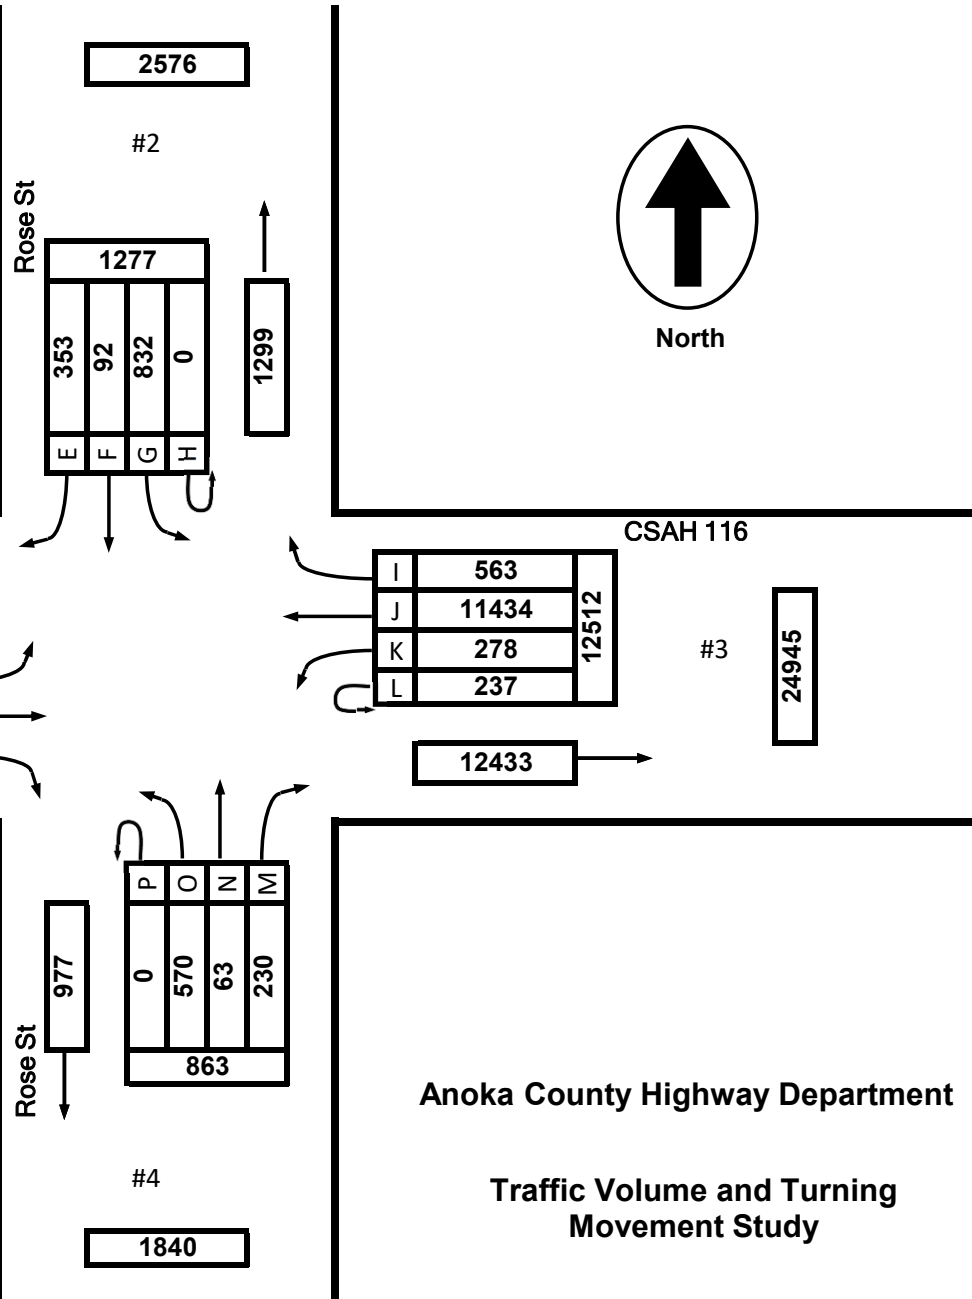 2576
#2
Rose St
1277
353
92
832
0
1299
E
F
G
H
North
CSAH 116
I
563
J
11434
K
278
L
237
12512
#3
24945
12433
P
O
N
M
0
570
63
230
863
977
Rose St
#4
1840
Anoka County Highway Department
Traffic Volume and Turning
Movement Study